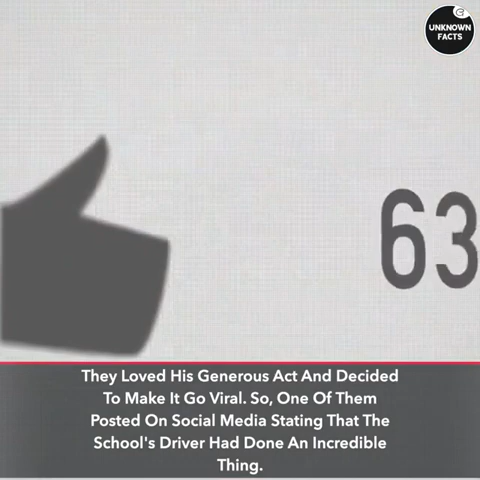 UNKNOWN
FACTS
63
They Loved His Generous Act And Decided
To Make It Go Viral. So, One Of Them
Posted On Social Media Stating That The
School's Driver Had Done An Incredible
Thing.